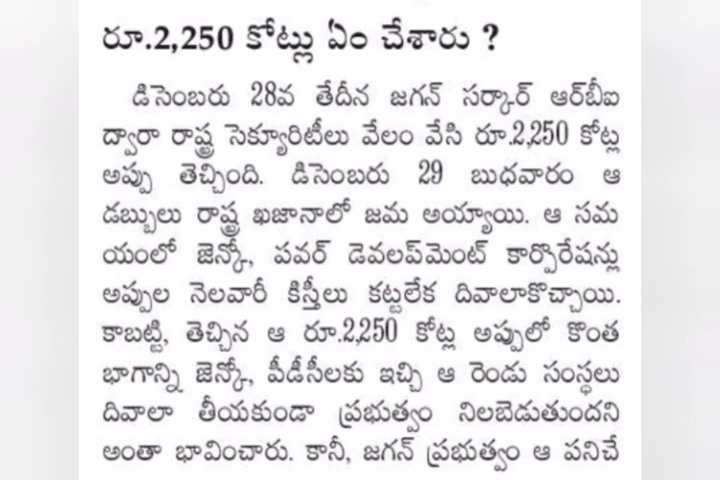 రూ.2,250 కోట్లు ఏం చేశారు ?
డిసెంబరు 28వ తేదీన జగన్ సర్కార్ ఆర్‌బీఐ
ద్వారా రాష్ట్ర సెక్యూరిటీలు వేలం వేసి రూ.2,250 కోట్ల
అప్పు తెచ్చింది. డిసెంబరు 29 బుధవారం ఆ
డబ్బులు రాష్ట్ర ఖజానాలో జమ అయ్యాయి. ఆ సమ
యంలో జెన్కో, పవర్ డెవలప్‌మెంట్ కార్పొరేషన్లు
అప్పుల నెలవారీ కిస్తీలు కట్టలేక దివాలాకొచ్చాయి.
కాబట్టి, తెచ్చిన ఆ రూ.2,250 కోట్ల అప్పులో కొంత
భాగాన్ని జెన్కో, పీడీసీలకు ఇచ్చి ఆ రెండు సంస్థలు
దివాలా తీయకుండా ప్రభుత్వం నిలబెడుతుందని
అంతా భావించారు. కానీ, జగన్ ప్రభుత్వం ఆ పనిచే